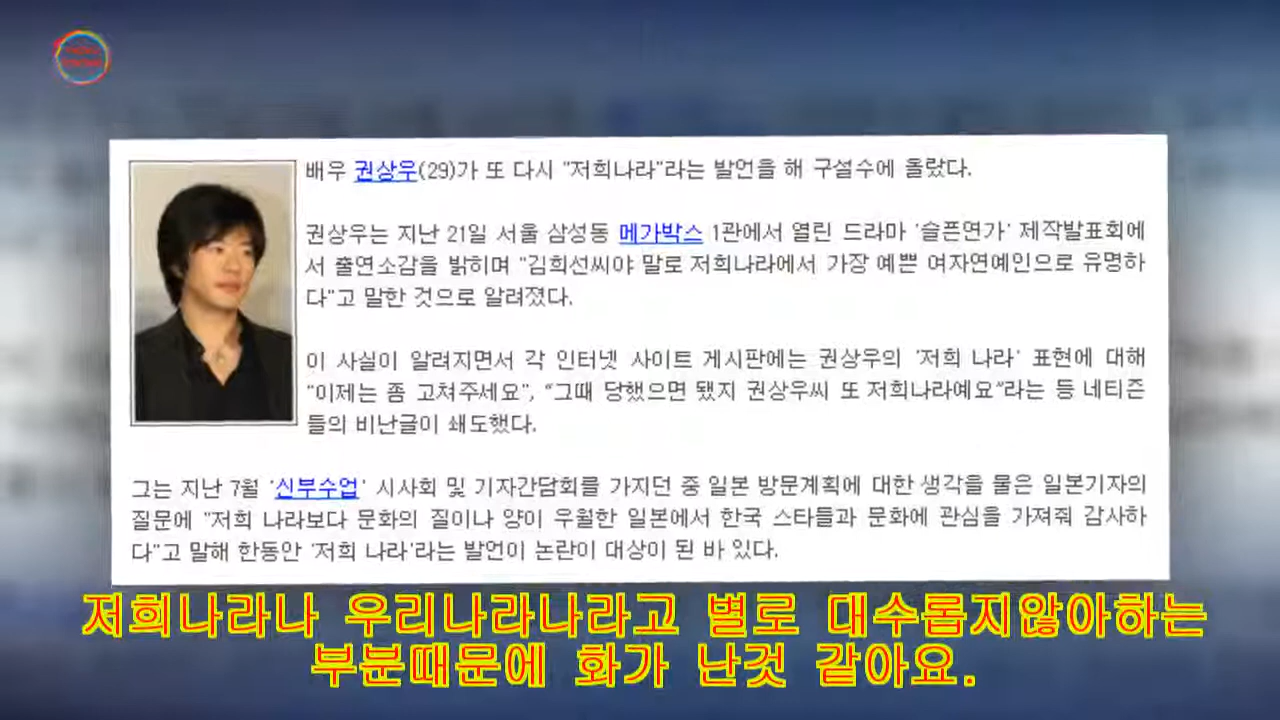 배우 권상우(29)가 또 다시 "저희나라"라는 발언을 해 구설수에 올랐다.
권상우는 지난 21일 서울 삼성동 메가박스 1관에서 열린 드라마 '슬픈연가' 제작발표회에
서 출연소감을 밝히며 "김희선씨야 말로 저희나라에서 가장 예쁜 여자연예인으로 유명하
다"고 말한 것으로 알려졌다.
이 사실이 알려지면서 각 인터넷 사이트 게시판에는 권상우의 '저희 나라' 표현에 대해
"이제는 좀 고쳐주세요", "그때 당했으면 됐지 권상우씨 또 저희나라예요"라는 등 네티즌
들의 비난글이 쇄도했다.
그는 지난 7월 '신부수업' 시사회 및 기자간담회를 가지던 중 일본 방문계획에 대한 생각을 물은 일본기자의
질문에 "저희 나라보다 문화의 질이나 양이 우월한 일본에서 한국 스타들과 문화에 관심을 가져줘 감사하
다"고 말해 한동안 '저희 나라'라는 발언이 논란이 대상이 된 바 있다.
저희나라나 우리나라나라고 별로 대수롭지않아하는
부분때문에 화가 난것 같아요.